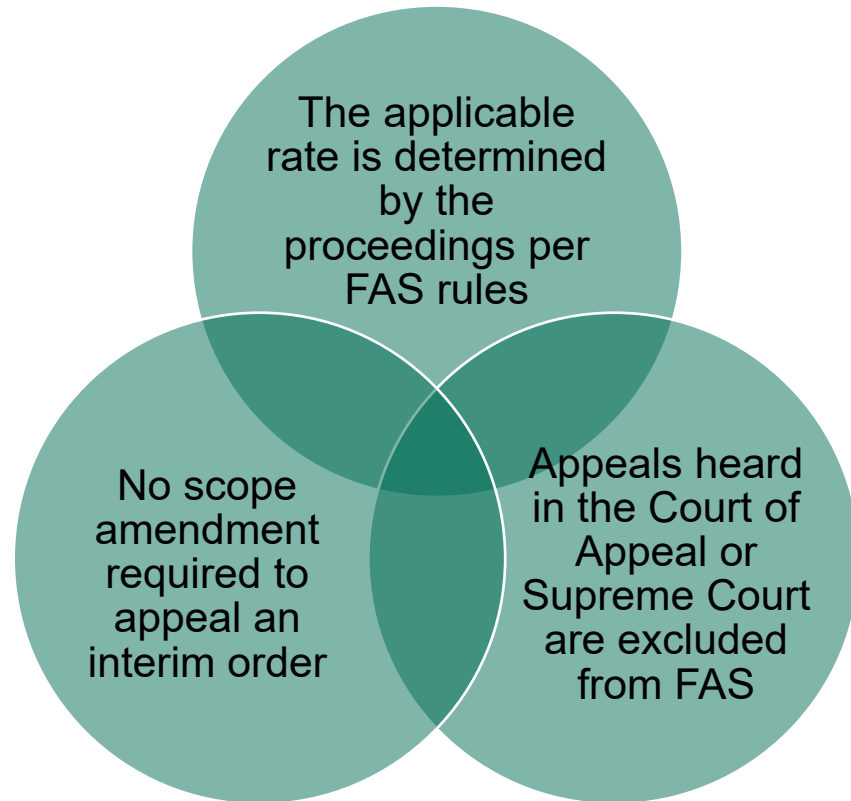 The applicable
rate is determined
by the
proceedings per
FAS rules
No scope
amendment
required to
appeal an
interim order
Appeals heard
in the Court of
Appeal or
Supreme Court
are excluded
from FAS